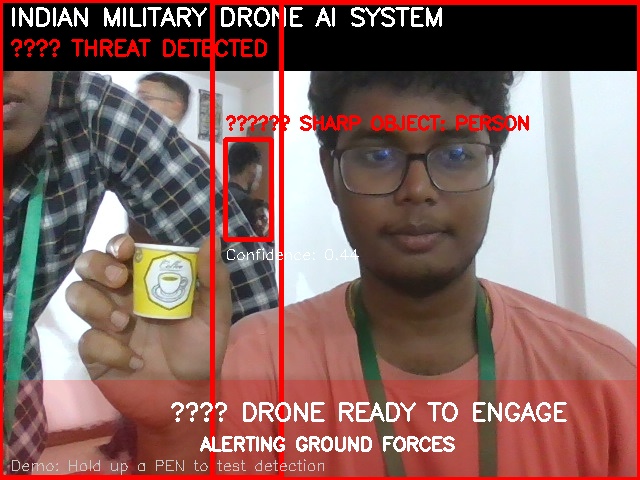 INDIAN MILITARY DRONE AI SYSTEM
???? THREAT DETECTED
?????? SHARP OBJECT: PERSON
Confidence: 0.44
Coffee
???? DRONE READY TO ENGAGE
ALERTING GROUND FORCES
Demo: Hold up a PEN to test detection